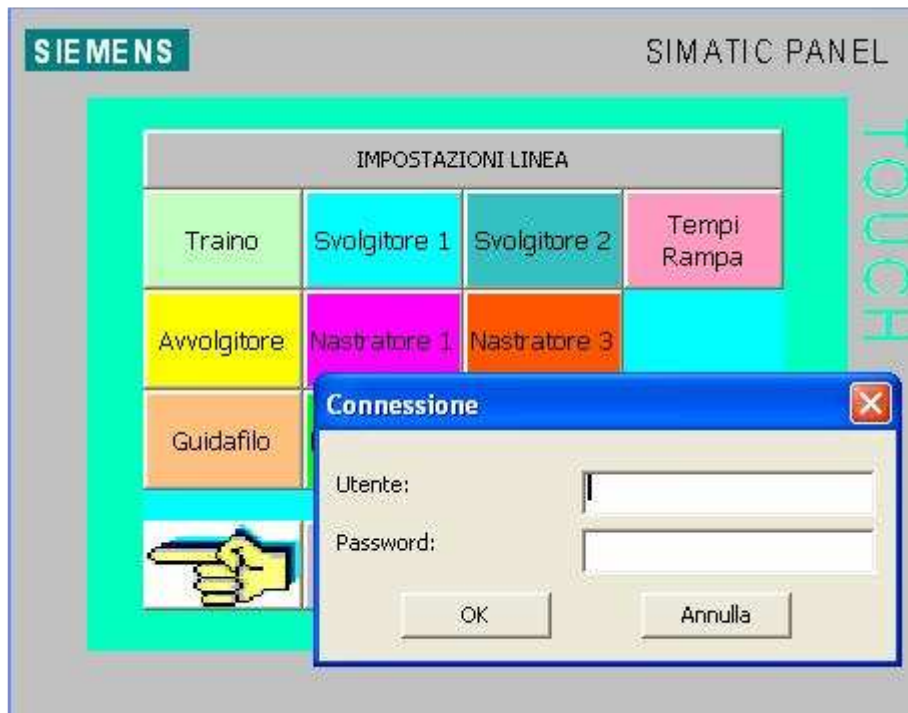 SIEMENS
SIMATIC PANEL
TOUCH
IMPOSTAZIONI LINEA
Traino
Svolgitore 1
Svolgitore 2
Tempi
Rampa
Avvolgitore
Nastratore 1
Nastratore 3
Guidafilo
Connessione
Utente:
Password:
OK
Annulla